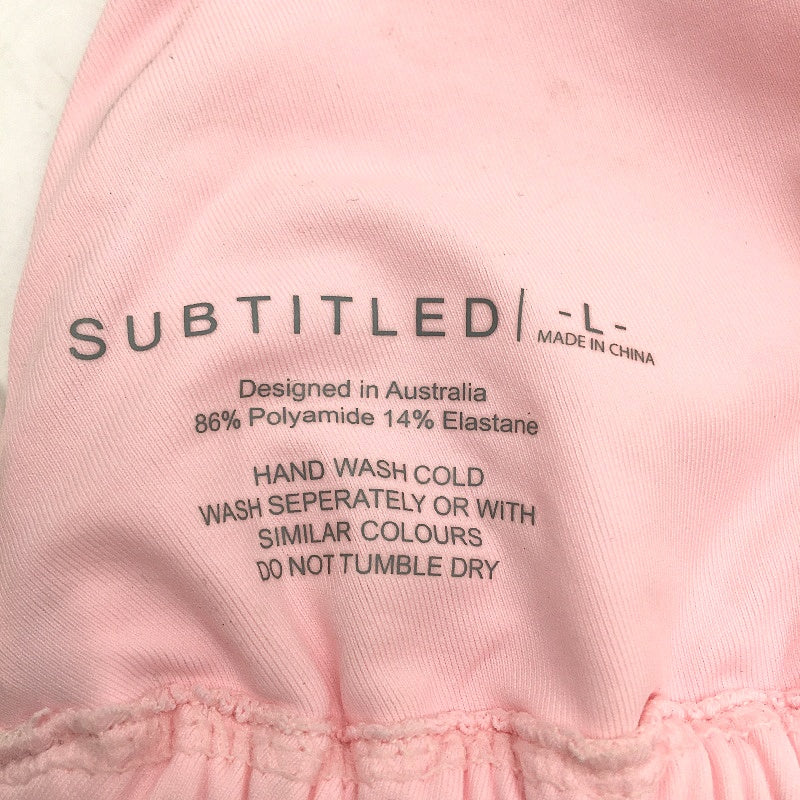 SUBTITLED | -L-
MADE IN CHINA
Designed in Australia
86% Polyamide 14% Elastane
HAND WASH COLD
WASH SEPERATELY OR WITH
SIMILAR COLOURS
DO NOT TUMBLE DRY